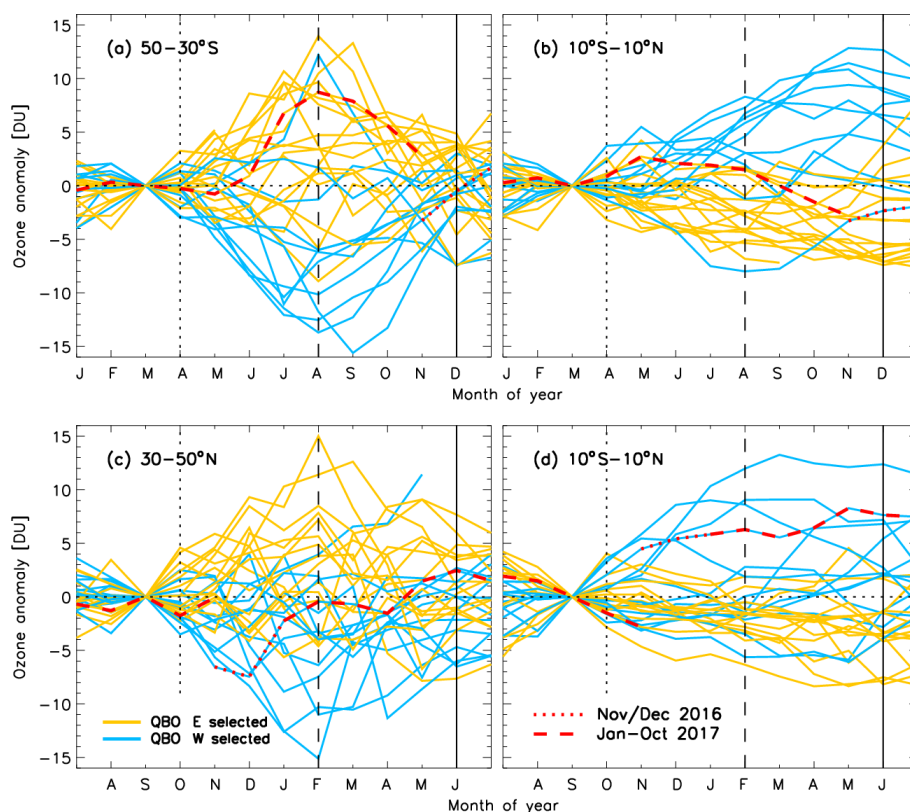 (a) 50–30°S
(b) 10°S–10°N
Ozone anomaly [DU]
15
10
5
0
−5
−10
−15
J F M A M J J A S O N D J F M A M J J A S O N D
Month of year
(c) 30–50°N
(d) 10°S–10°N
Ozone anomaly [DU]
15
10
5
0
−5
−10
−15
QBO E selected
QBO W selected
Nov/Dec 2016
Jan–Oct 2017
A S O N D J F M A M J A S O N D J F M A M J
Month of year